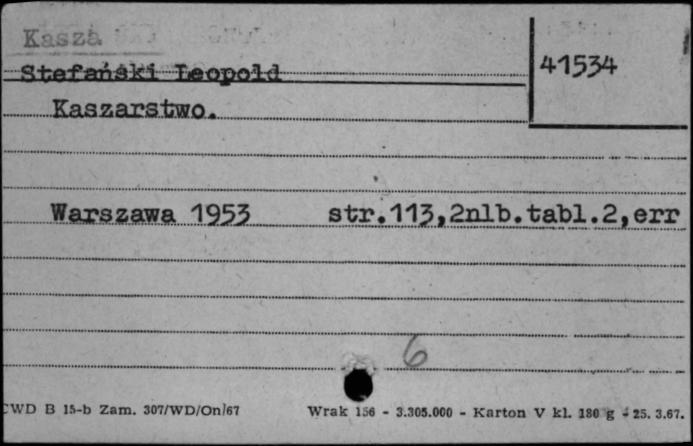 Kasza
41534
Stefański Leopold
Kaszarstwo.
Warszawa 1953 str.113,2nlb.tabl.2,err
6
CWD B 15-b Zam. 307/WD/On/67 Wrak 156 - 3.305.000 - Karton V kl. 180 g - 25. 3.67.